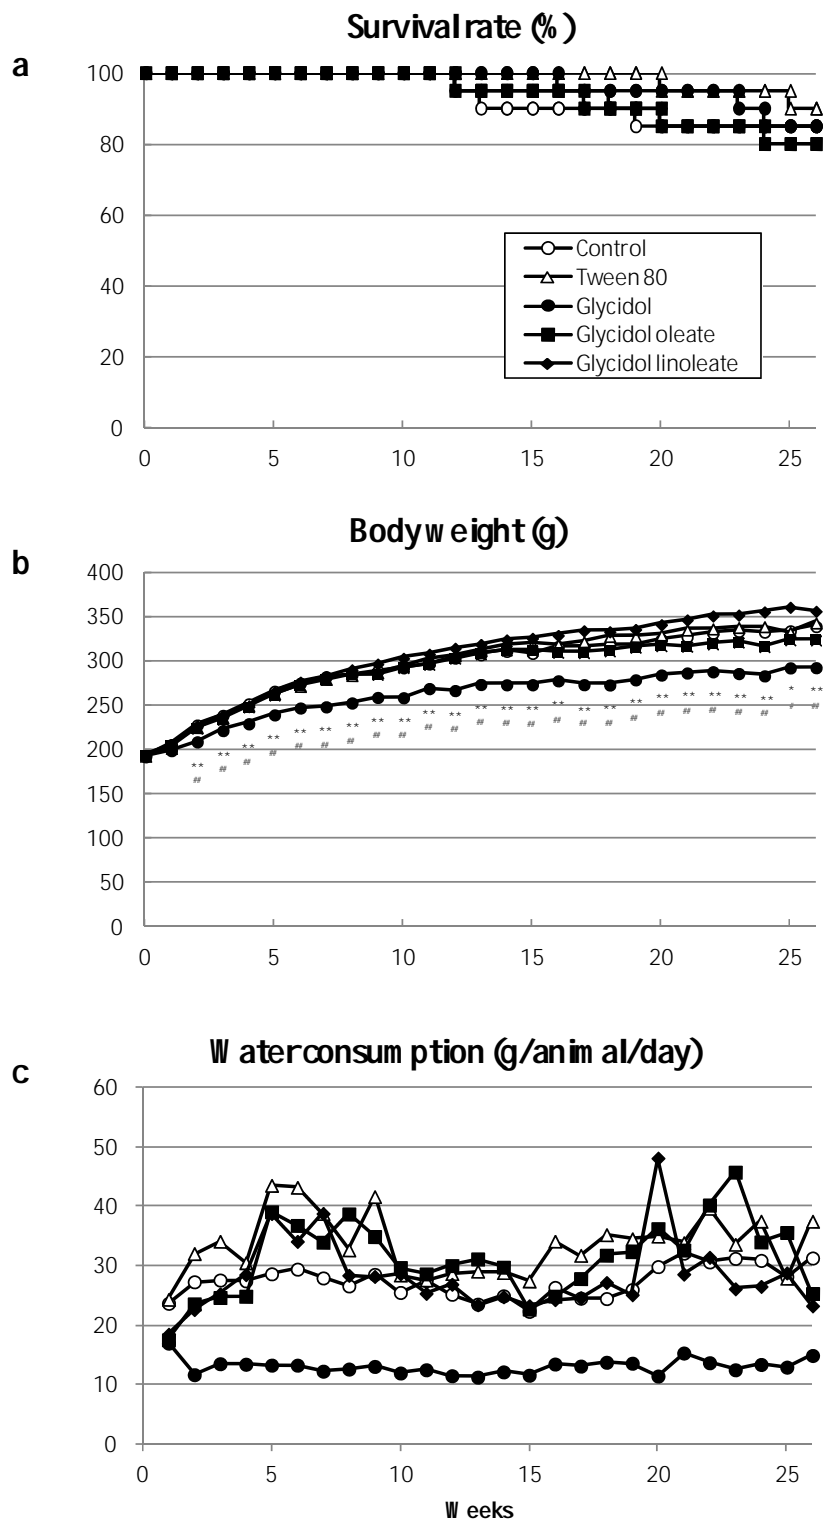 Survival rate (%)
a
100
80
60
40
20
0
Control
Tween 80
Glycidol
Glycidol oleate
Glycidol linoleate
0 5 10 15 20 25
Body weight (g)
b
400
350
300
250
200
150
100
50
0
** ** ** ** ** ** ** ** ** ** ** ** ** ** ** ** ** ** ** ** ** ** ** * **
# # # # # # # # # # # # # # # # # # # # # # # # #
0 5 10 15 20 25
Water consumption (g/animal/day)
c
60
50
40
30
20
10
0
0 5 10 15 20 25
Weeks